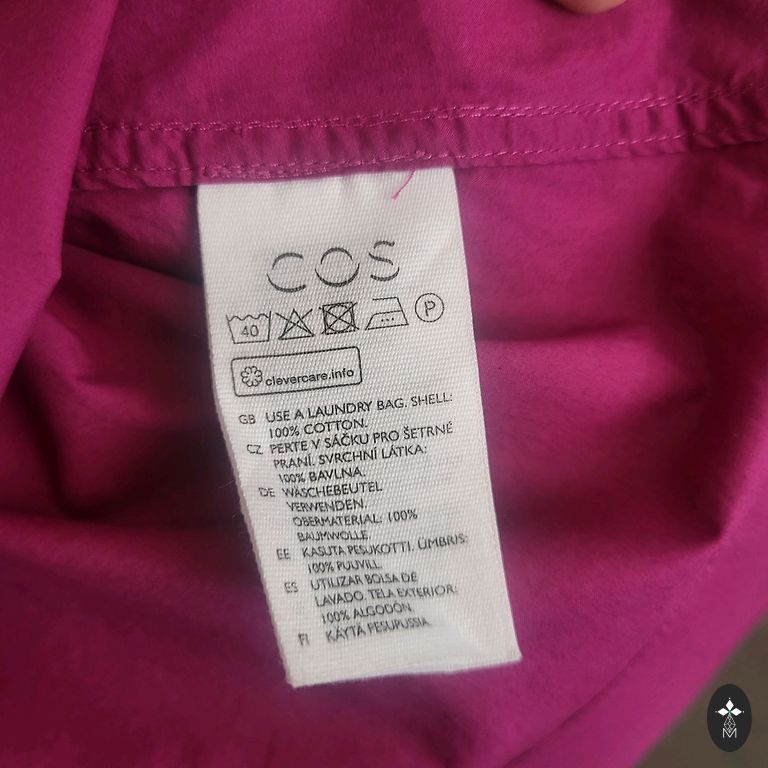 COS
40 P
clevercare.info
GB USE A LAUNDRY BAG. SHELL:
100% COTTON.
CZ PERTE V SÁČKU PRO ŠETRNÉ
PRANÍ. SVRCHNÍ LÁTKA:
100% BAVLNA.
DE WÄSCHEBEUTEL
VERWENDEN.
OBERMATERIAL: 100%
BAUMWOLLE.
EE KASUTA PESUKOTTI. ÜMBRIS:
100% PUUVILL.
ES UTILIZAR BOLSA DE
LAVADO. TELA EXTERIOR:
100% ALGODÓN.
FI KÄYTÄ PESUPUSSIA.
M